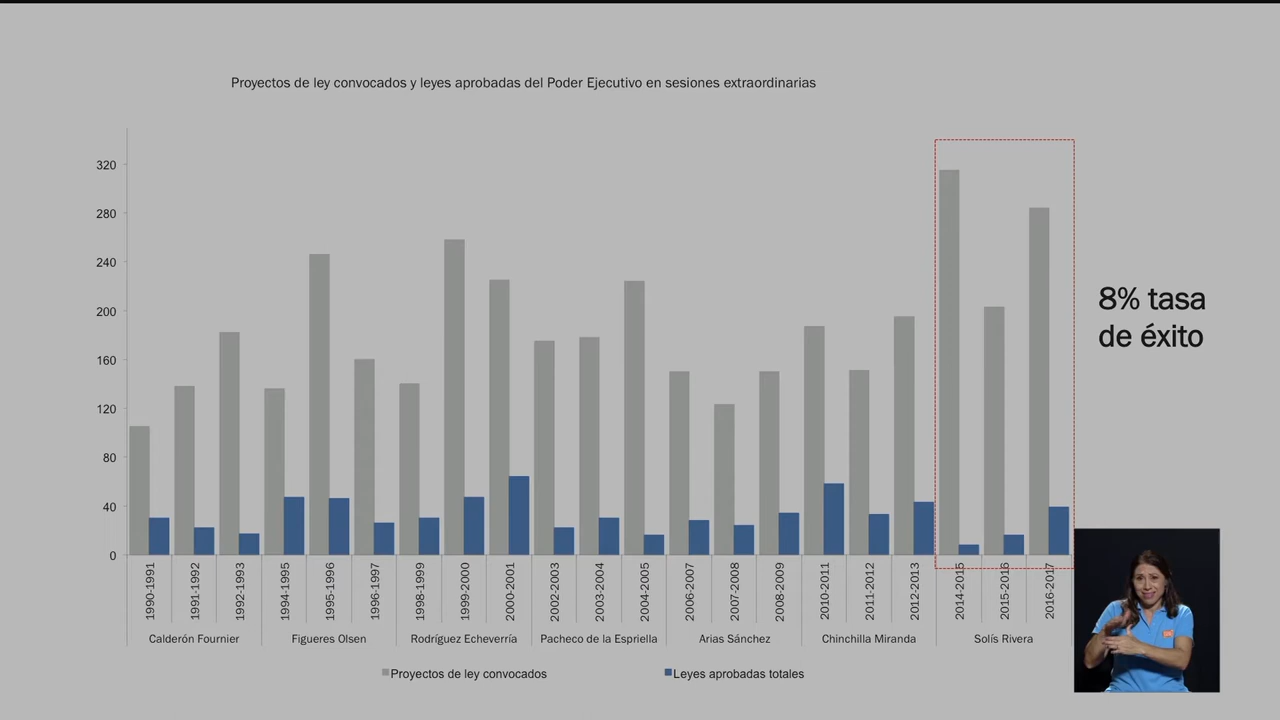 Proyectos de ley convocados y leyes aprobadas del Poder Ejecutivo en sesiones extraordinarias
320
280
240
200
160
120
80
40
0
8% tasa
de éxito
1990-1991
1991-1992
1992-1993
1994-1995
1995-1996
1996-1997
1998-1999
1999-2000
2000-2001
2002-2003
2003-2004
2004-2005
2006-2007
2007-2008
2008-2009
2010-2011
2011-2012
2012-2013
2014-2015
2015-2016
2016-2017
Calderón Fournier
Figueres Olsen
Rodríguez Echeverría
Pacheco de la Espriella
Arias Sánchez
Chinchilla Miranda
Solís Rivera
Proyectos de ley convocados
Leyes aprobadas totales